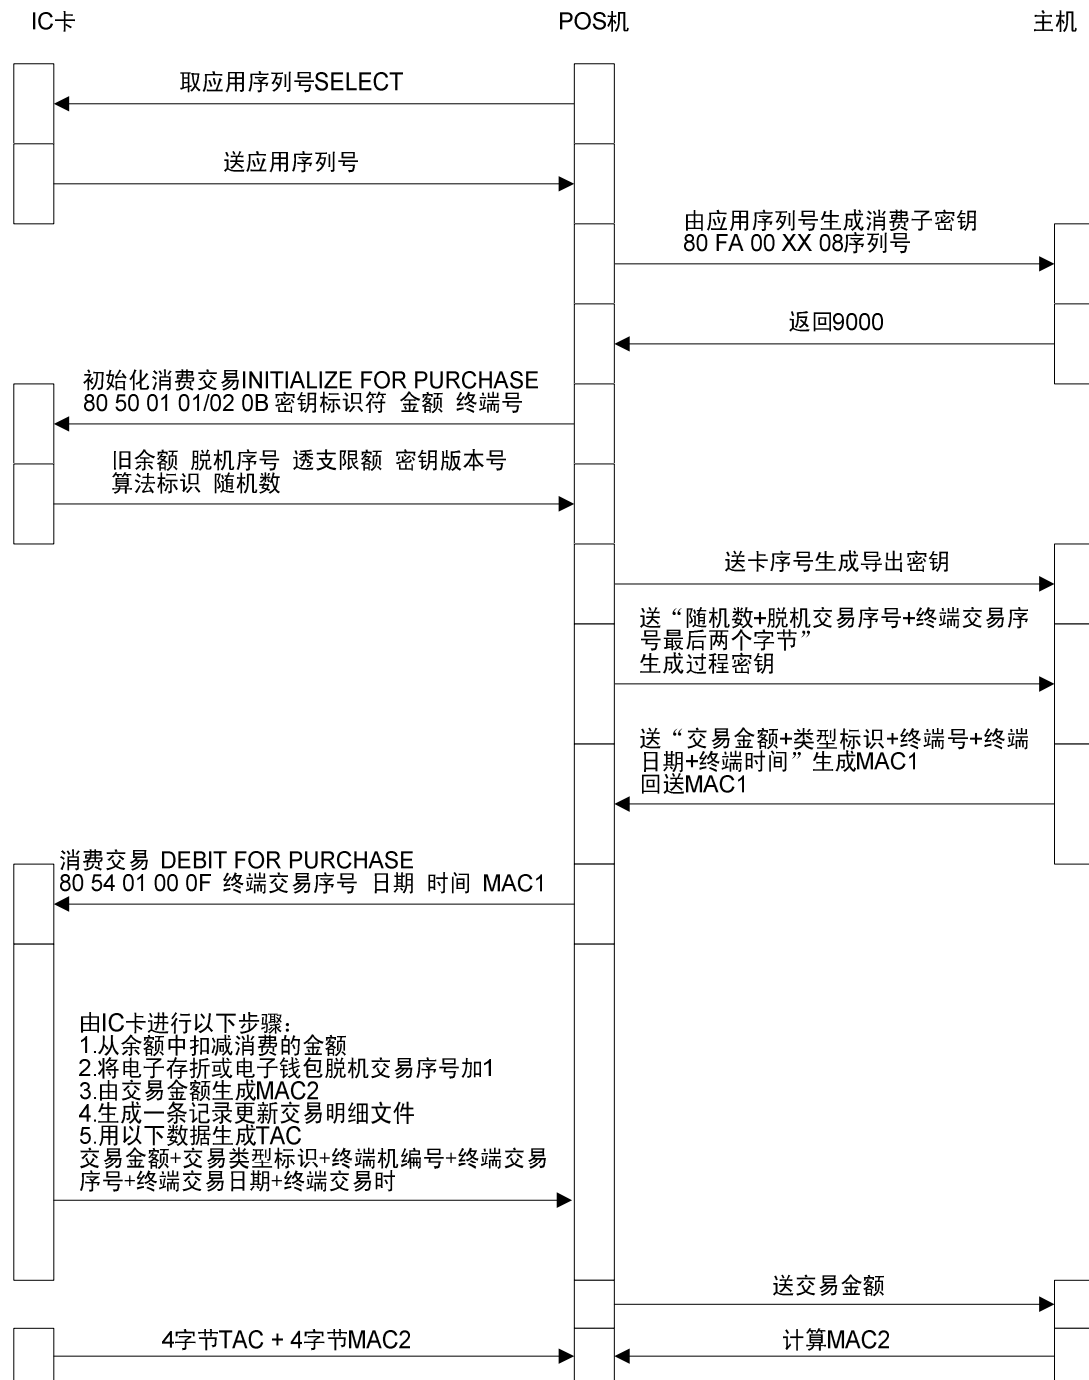 IC卡
POS机
主机
取应用序列号SELECT
送应用序列号
由应用序列号生成消费子密钥
80 FA 00 XX 08序列号
返回9000
初始化消费交易INITIALIZE FOR PURCHASE
80 50 01 01/02 0B 密钥标识符 金额 终端号
旧余额 脱机序号 透支限额 密钥版本号
算法标识 随机数
送卡序号生成导出密钥
送“随机数+脱机交易序号+终端交易序
号最后两个字节”
生成过程密钥
送“交易金额+类型标识+终端号+终端
日期+终端时间”生成MAC1
回送MAC1
消费交易 DEBIT FOR PURCHASE
80 54 01 00 0F 终端交易序号 日期 时间 MAC1
由IC卡进行以下步骤：
1.从余额中扣减消费的金额
2.将电子存折或电子钱包脱机交易序号加1
3.由交易金额生成MAC2
4.生成一条记录更新交易明细文件
5.用以下数据生成TAC
交易金额+交易类型标识+终端机编号+终端交易
序号+终端交易日期+终端交易时
送交易金额
4字节TAC + 4字节MAC2
计算MAC2